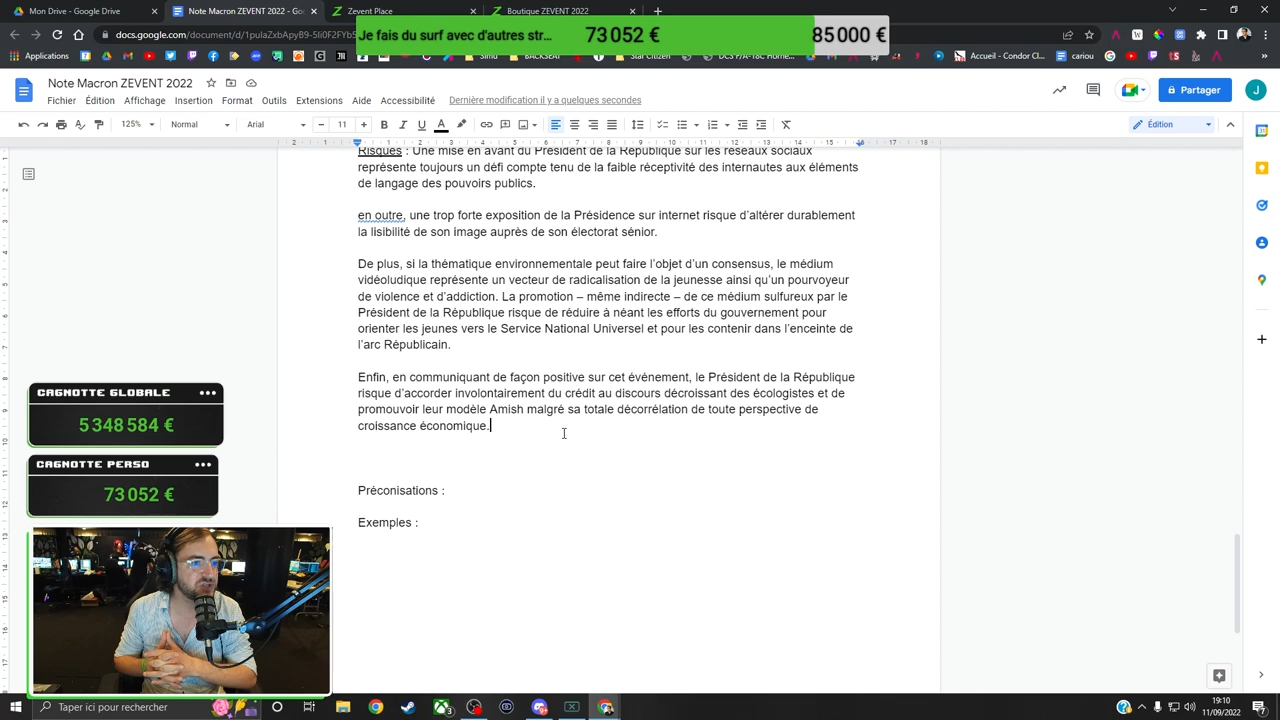 Mon Drive - Google Drive
Note Macron ZEVENT 2022 - Goo
Boutique ZEVENT 2022
Je fais du surf avec d'autres str... 73 052 € 85 000 €
Applications
Simu
BACKSEAT
Star Citizen
Accueil - Condor Cl...
cariou
Autres favoris
Note Macron ZEVENT 2022
Partager
J
Fichier Édition Affichage Insertion Format Outils Extensions Aide Accessibilité Dernière modification il y a quelques secondes
125% Normal Arial 11 Édition
Risques : Une mise en avant du Président de la République sur les réseaux sociaux
représente toujours un défi compte tenu de la faible réceptivité des internautes aux éléments
de langage des pouvoirs publics.
en outre, une trop forte exposition de la Présidence sur internet risque d'altérer durablement
la lisibilité de son image auprès de son électorat sénior.
De plus, si la thématique environnementale peut faire l'objet d'un consensus, le médium
vidéoludique représente un vecteur de radicalisation de la jeunesse ainsi qu'un pourvoyeur
de violence et d'addiction. La promotion – même indirecte – de ce médium sulfureux par le
Président de la République risque de réduire à néant les efforts du gouvernement pour
orienter les jeunes vers le Service National Universel et pour les contenir dans l'enceinte de
l'arc Républicain.
Enfin, en communiquant de façon positive sur cet événement, le Président de la République
risque d'accorder involontairement du crédit au discours décroissant des écologistes et de
promouvoir leur modèle Amish malgré sa totale décorrélation de toute perspective de
croissance économique.
Préconisations :
Exemples :
CAGNOTTE GLOBALE
5 348 584 €
CAGNOTTE PERSO
73 052 €
Taper ici pour rechercher
19:10
11/09/2022